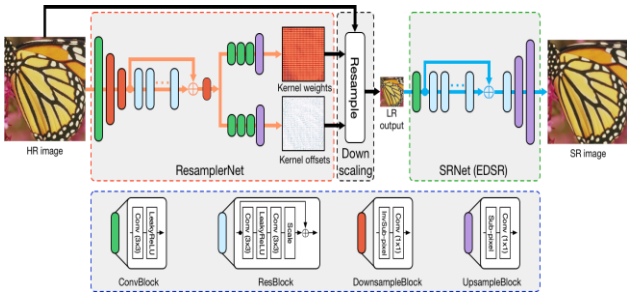 HR image
Kernel weights
Kernel offsets
ResamplerNet
Resample
Down
scaling
LR
output
SRNet (EDSR)
SR image
LeakyReLU
Conv (3x3)
ConvBlock
Scale
Conv (3x3)
LeakyReLU
Conv (3x3)
ResBlock
Conv (1x1)
InvSub-pixel
DownsampleBlock
Conv (1x1)
Sub-pixel
UpsampleBlock